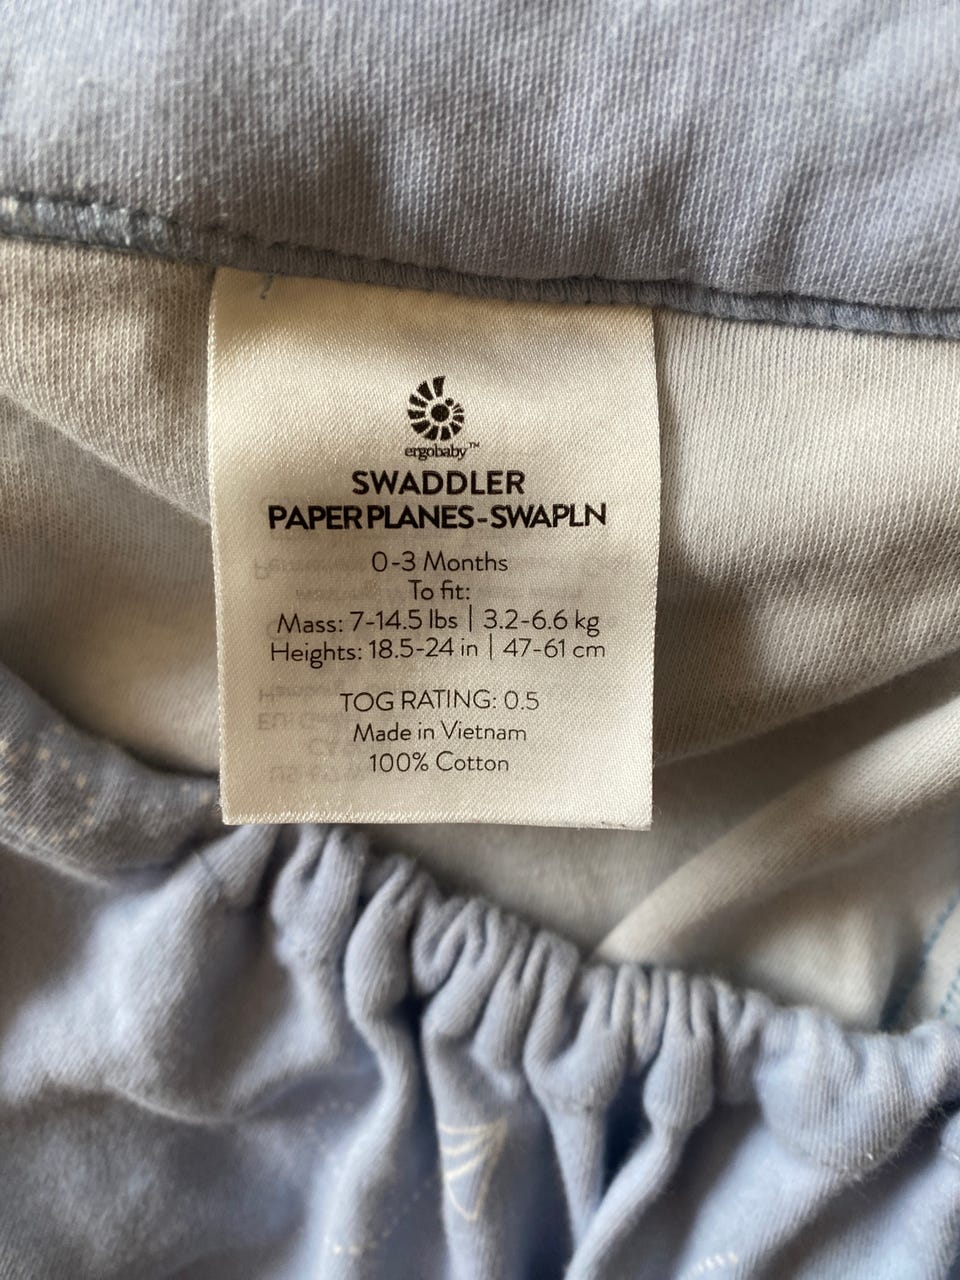 ergobaby™
SWADDLER
PAPER PLANES-SWAPLN
0-3 Months
To fit:
Mass: 7-14.5 lbs | 3.2-6.6 kg
Heights: 18.5-24 in | 47-61 cm
TOG RATING: 0.5
Made in Vietnam
100% Cotton